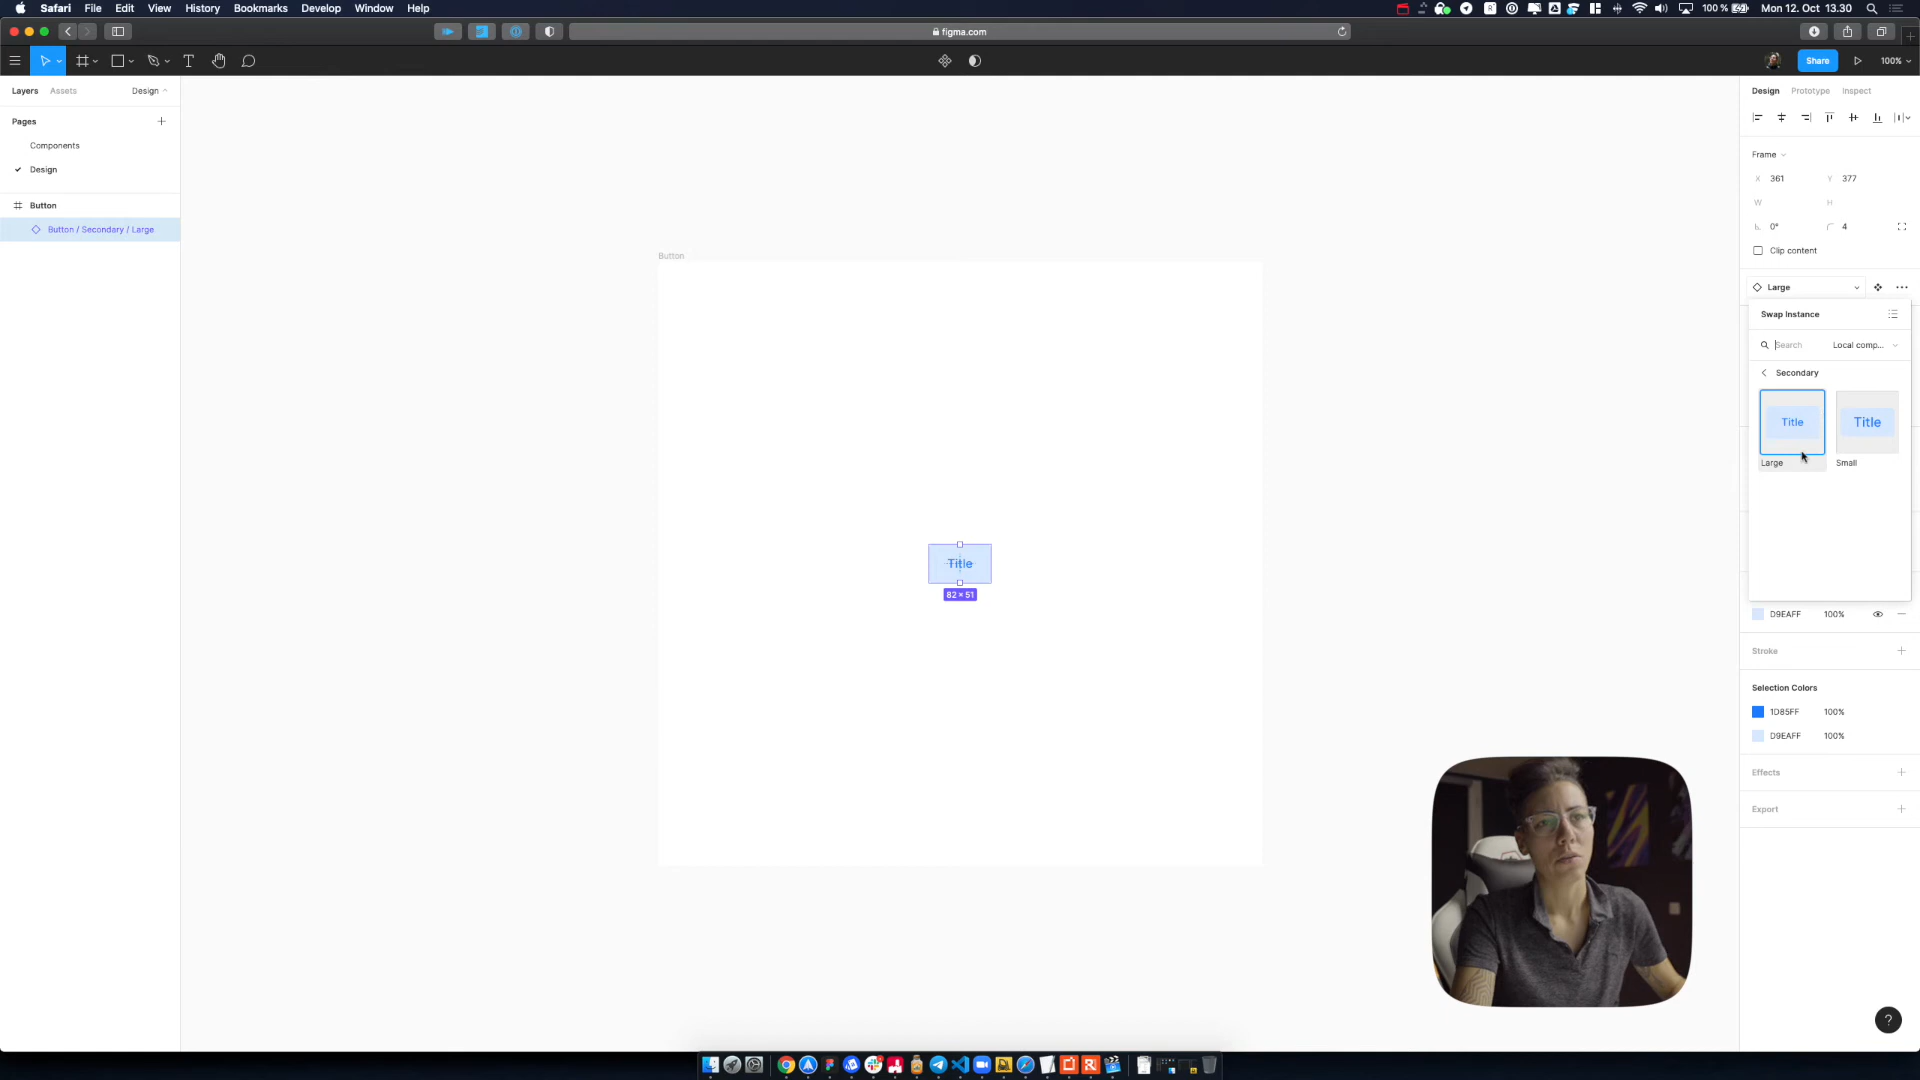 Safari File Edit View History Bookmarks Develop Window Help 100 % Mon 12. Oct 13.30
figma.com
Share 100%
Layers Assets Design
Design Prototype Inspect
Pages
Components
Design
Button
Button / Secondary / Large
Button
Title
82 × 51
Frame
X 361 Y 377
W H
0° 4
Clip content
Large
Swap Instance
Search Local comp...
Secondary
Title Title
Large Small
D9EAFF 100%
Stroke
Selection Colors
1D85FF 100%
D9EAFF 100%
Effects
Export
?